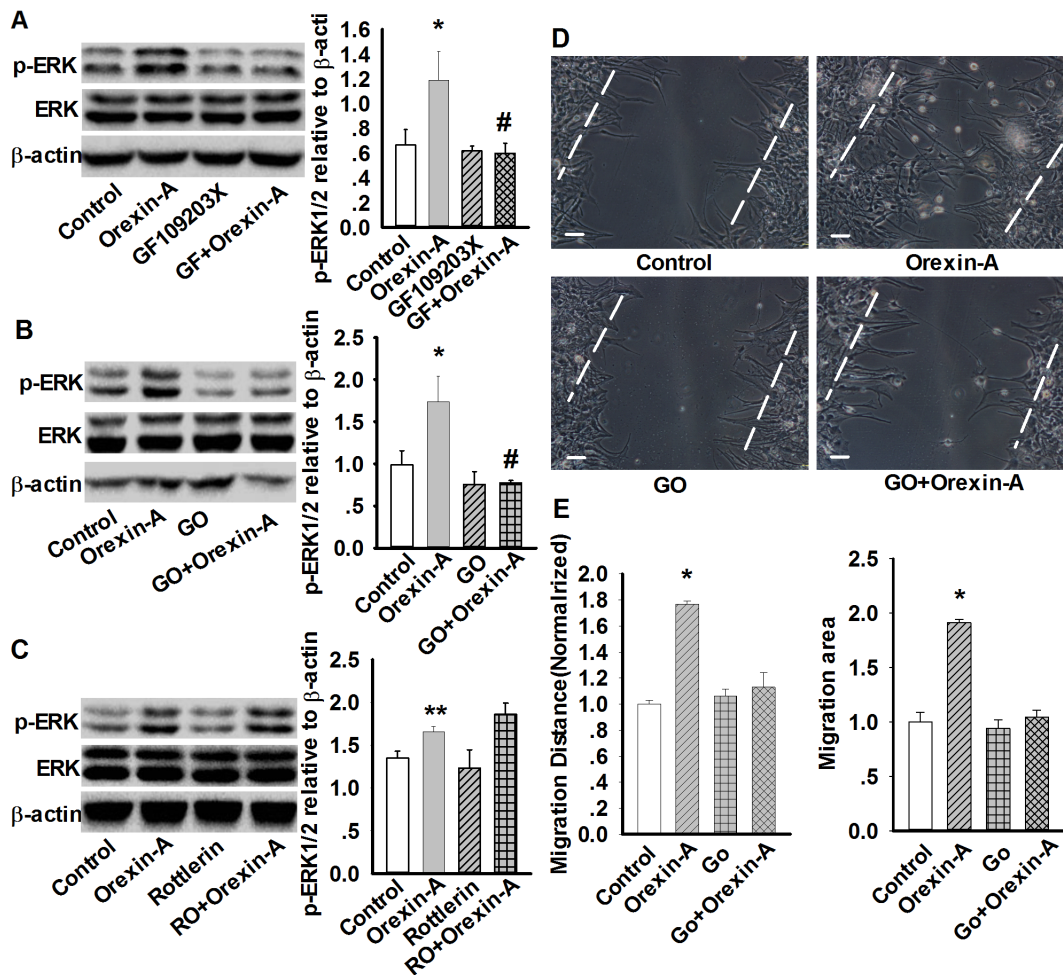 A
p-ERK
ERK
β-actin
Control
Orexin-A
GF109203X
GF+Orexin-A
p-ERK1/2 relative to β-acti
1.6
1.4
1.2
1.0
.8
.6
.4
.2
0.0
*
#
Control
Orexin-A
GF109203X
GF+Orexin-A
B
p-ERK
ERK
β-actin
Control
Orexin-A
GO
GO+Orexin-A
p-ERK1/2 relative to β-actin
2.5
2.0
1.5
1.0
.5
0.0
*
#
Control
Orexin-A
GO
GO+Orexin-A
C
p-ERK
ERK
β-actin
Control
Orexin-A
Rottlerin
RO+Orexin-A
p-ERK1/2 relative to β-actin
2.5
2.0
1.5
1.0
.5
0.0
**
Control
Orexin-A
Rottlerin
RO+Orexin-A
D
Control
Orexin-A
GO
GO+Orexin-A
E
Migration Distance(Normalrized)
2.0
1.8
1.6
1.4
1.2
1.0
.8
.6
.4
.2
0.0
*
Control
Orexin-A
Go
Go+Orexin-A
Migration area
2.5
2.0
1.5
1.0
.5
0.0
*
Control
Orexin-A
Go
Go+Orexin-A